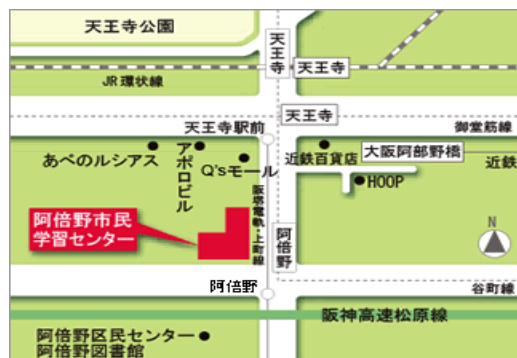 天王寺公園
天王寺
天王寺
JR環状線
天王寺
天王寺駅前
御堂筋線
あべのルシアス
アポロビル
Q'sモール
近鉄百貨店
大阪阿部野橋
近鉄
HOOP
阪堺電軌・上町線
阿倍野市民
学習センター
阿倍野
N
阿倍野
谷町線
阪神高速松原線
阿倍野区民センター
阿倍野図書館